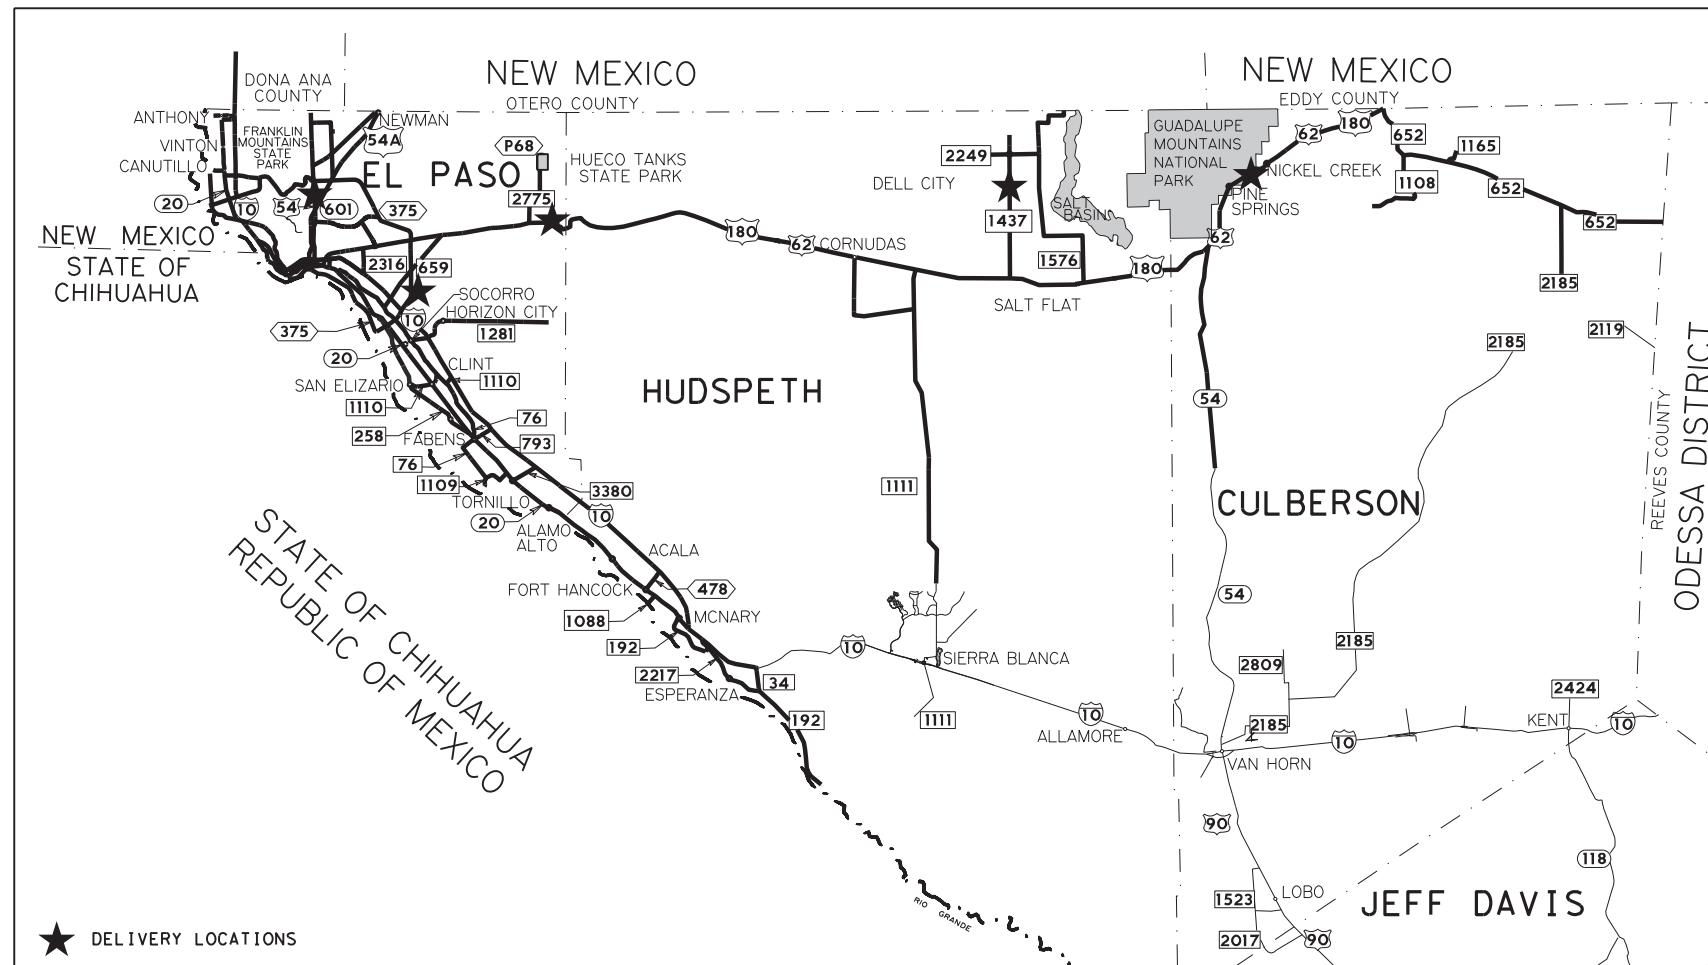 NEW MEXICO
OTERO COUNTY
NEW MEXICO
EDDY COUNTY
DONA ANA
COUNTY
ANTHONY
NEWMAN
VINTON
CANUTILLO
FRANKLIN
MOUNTAINS
STATE
PARK
54A
EL PASO
P68
HUECO TANKS
STATE PARK
2775
2249
DELL CITY
1437
SALT
BASIN
GUADALUPE
MOUNTAINS
NATIONAL
PARK
62
180
652
1165
NICKEL CREEK
PINE
SPRINGS
1108
652
652
2185
20
10
54
601
375
NEW MEXICO
STATE OF
CHIHUAHUA
2316
659
180
62
CORNUDAS
1576
180
62
SALT FLAT
SOCORRO
HORIZON CITY
10
1281
375
20
CLINT
SAN ELIZARIO
1110
1110
258
FABENS
76
793
76
1109
TORNILLO
3380
20
10
ALAMO
ALTO
HUDSPETH
54
2185
2119
REEVES COUNTY
ODESSA DISTRICT
1111
CULBERSON
STATE OF CHIHUAHUA
REPUBLIC OF MEXICO
ACALA
FORT HANCOCK
478
1088
MCNARY
192
2217
ESPERANZA
34
192
10
SIERRA BLANCA
1111
54
2185
2809
2185
10
ALLAMORE
VAN HORN
10
2424
KENT
10
90
118
1523
LOBO
2017
90
JEFF DAVIS
RIO GRANDE
DELIVERY LOCATIONS